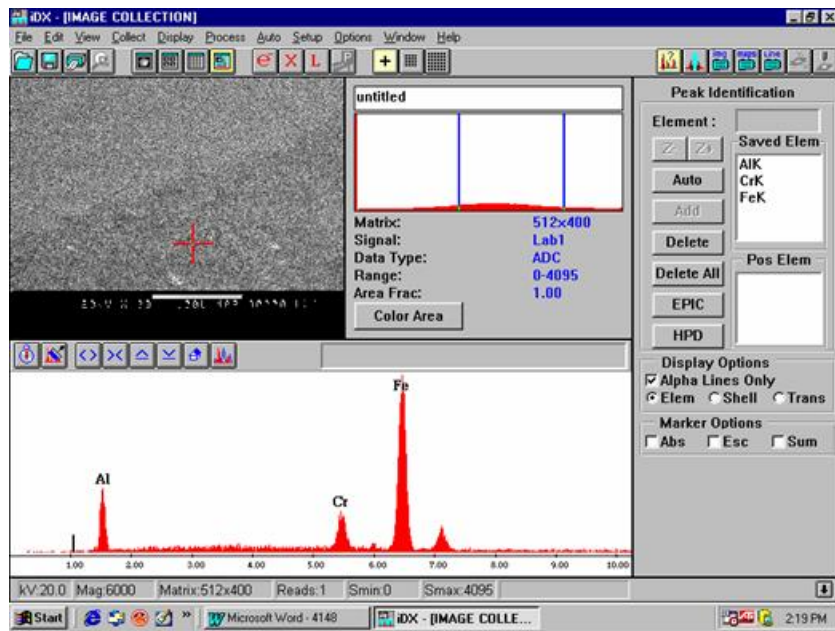 iDX - [IMAGE COLLECTION]
File Edit View Collect Display Process Auto Setup Options Window Help
e X L
img maps Line
untitled
Matrix: 512x400
Signal: Lab1
Data Type: ADC
Range: 0-4095
Area Frac: 1.00
Color Area
Peak Identification
Element :
Z- Z+
Saved Elem
AlK
CrK
FeK
Auto
Add
Delete
Delete All
EPIC
HPD
Pos Elem
Display Options
Alpha Lines Only
Elem Shell Trans
Marker Options
Abs Esc Sum
Fe
Al
Cr
1.00 2.00 3.00 4.00 5.00 6.00 7.00 8.00 9.00 10.00
kV:20.0 Mag:6000 Matrix:512x400 Reads:1 Smin:0 Smax:4095
Start » Microsoft Word - 4148 iDX - [IMAGE COLLE... 2:19 PM